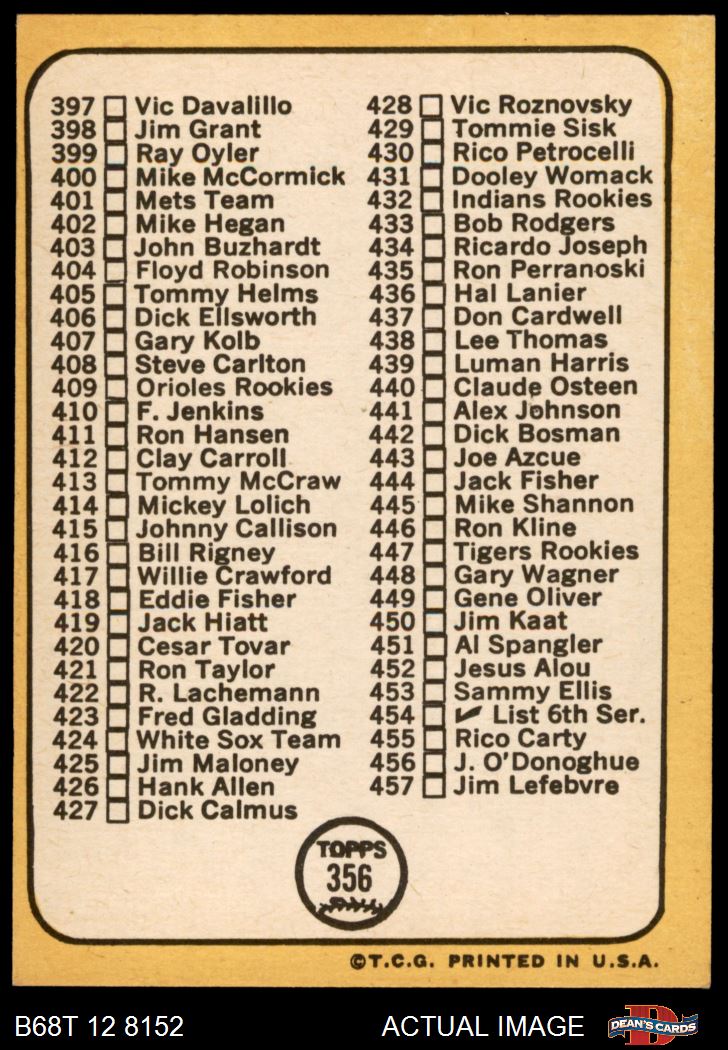 397 Vic Davalillo
398 Jim Grant
399 Ray Oyler
400 Mike McCormick
401 Mets Team
402 Mike Hegan
403 John Buzhardt
404 Floyd Robinson
405 Tommy Helms
406 Dick Ellsworth
407 Gary Kolb
408 Steve Carlton
409 Orioles Rookies
410 F. Jenkins
411 Ron Hansen
412 Clay Carroll
413 Tommy McCraw
414 Mickey Lolich
415 Johnny Callison
416 Bill Rigney
417 Willie Crawford
418 Eddie Fisher
419 Jack Hiatt
420 Cesar Tovar
421 Ron Taylor
422 R. Lachemann
423 Fred Gladding
424 White Sox Team
425 Jim Maloney
426 Hank Allen
427 Dick Calmus
428 Vic Roznovsky
429 Tommie Sisk
430 Rico Petrocelli
431 Dooley Womack
432 Indians Rookies
433 Bob Rodgers
434 Ricardo Joseph
435 Ron Perranoski
436 Hal Lanier
437 Don Cardwell
438 Lee Thomas
439 Luman Harris
440 Claude Osteen
441 Alex Johnson
442 Dick Bosman
443 Joe Azcue
444 Jack Fisher
445 Mike Shannon
446 Ron Kline
447 Tigers Rookies
448 Gary Wagner
449 Gene Oliver
450 Jim Kaat
451 Al Spangler
452 Jesus Alou
453 Sammy Ellis
454 ✓ List 6th Ser.
455 Rico Carty
456 J. O'Donoghue
457 Jim Lefebvre
TOPPS
356
©T.C.G. PRINTED IN U.S.A.
B68T 12 8152 ACTUAL IMAGE
D
DEAN'S CARDS